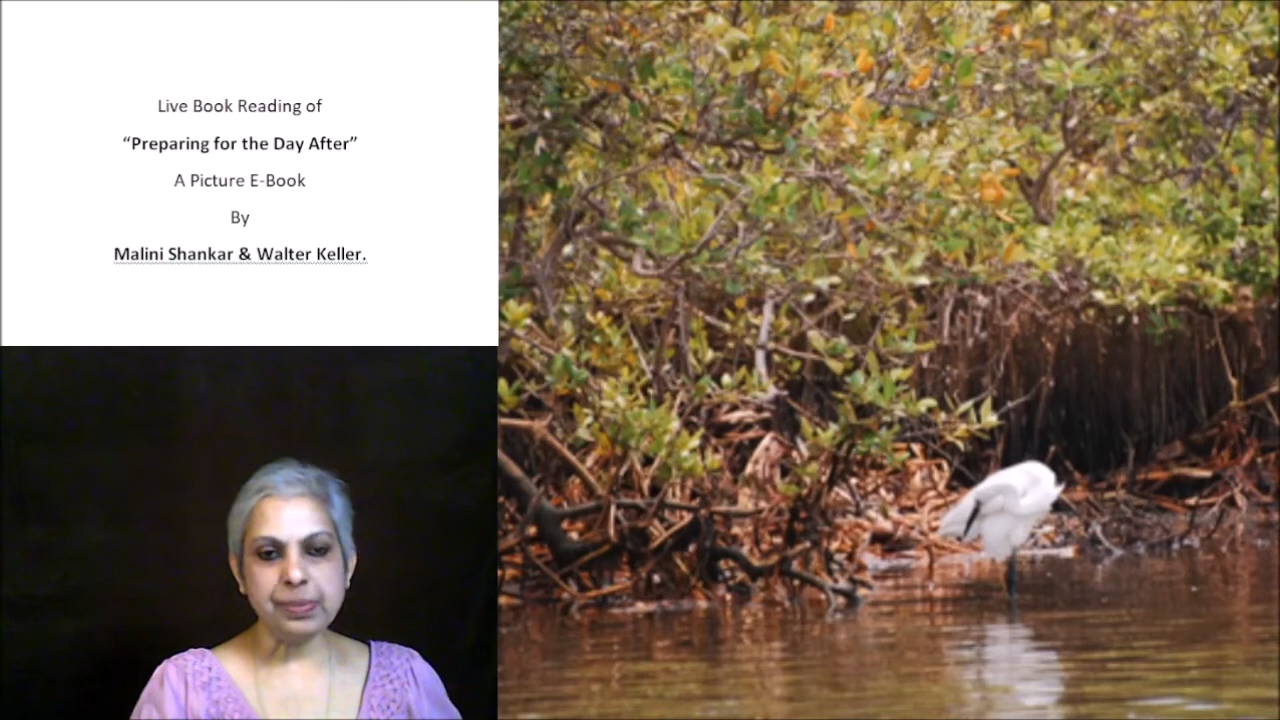 Live Book Reading of
“Preparing for the Day After”
A Picture E-Book
By
Malini Shankar & Walter Keller.